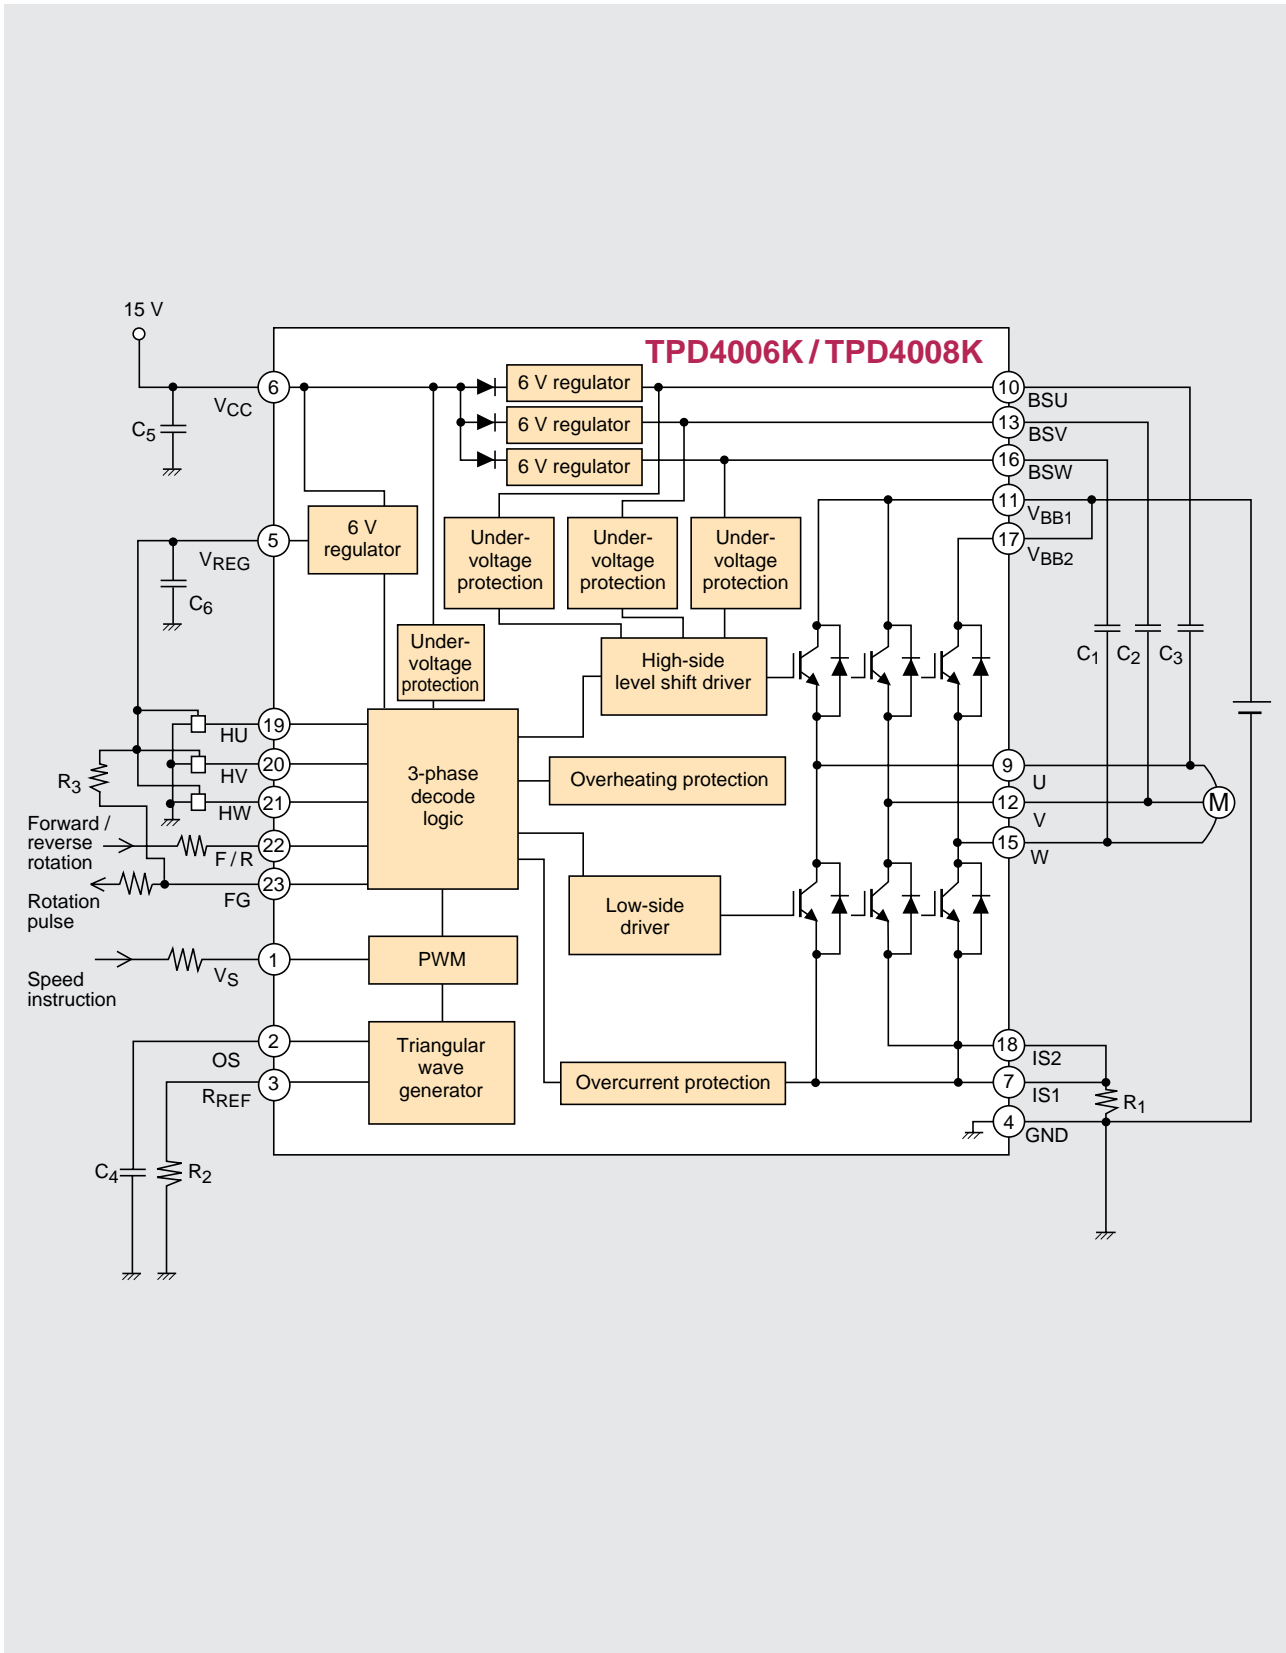 15 V
TPD4006K / TPD4008K
6
VCC
C5
6 V regulator
6 V regulator
6 V regulator
10
BSU
13
BSV
16
BSW
11
VBB1
17
VBB2
5
VREG
C6
6 V
regulator
Under-
voltage
protection
Under-
voltage
protection
Under-
voltage
protection
Under-
voltage
protection
High-side
level shift driver
C1
C2
C3
19
HU
20
HV
21
HW
R3
Forward /
reverse
rotation
22
F / R
Rotation
pulse
23
FG
3-phase
decode
logic
Overheating protection
9
U
12
V
15
W
M
Low-side
driver
Speed
instruction
1
VS
PWM
2
OS
3
RREF
Triangular
wave
generator
Overcurrent protection
18
IS2
7
IS1
R1
4
GND
C4
R2